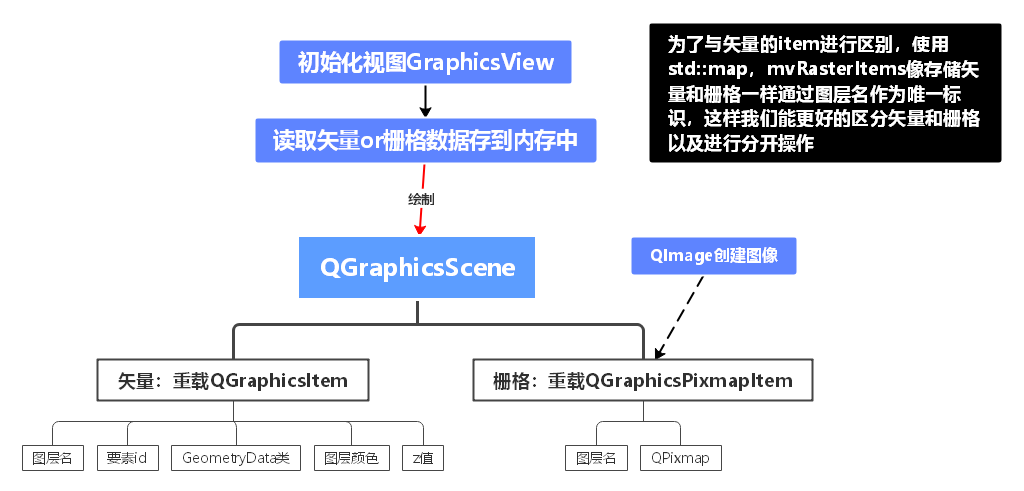 初始化视图GraphicsView
为了与矢量的item进行区别，使用
std::map，mvRasterItems像存储矢
量和栅格一样通过图层名作为唯一标
识，这样我们能更好的区分矢量和栅格
以及进行分开操作
读取矢量or栅格数据存到内存中
绘制
QGraphicsScene
QImage创建图像
矢量：重载QGraphicsItem
栅格：重载QGraphicsPixmapItem
图层名
要素id
GeometryData类
图层颜色
z值
图层名
QPixmap